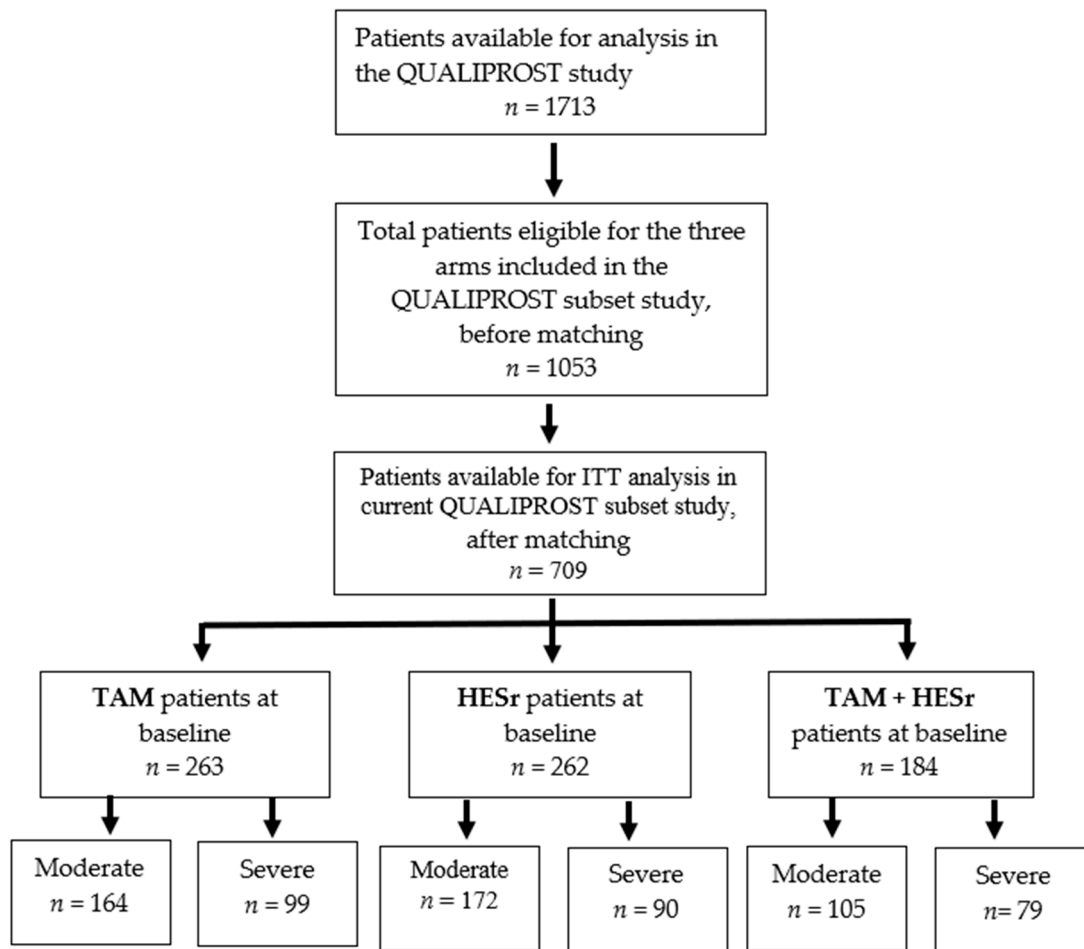 Patients available for analysis in
the QUALIPROST study
n = 1713
Total patients eligible for the three
arms included in the
QUALIPROST subset study,
before matching
n = 1053
Patients available for ITT analysis in
current QUALIPROST subset study,
after matching
n = 709
TAM patients at
baseline
n = 263
HESr patients at
baseline
n = 262
TAM + HESr
patients at baseline
n = 184
Moderate
n = 164
Severe
n = 99
Moderate
n = 172
Severe
n = 90
Moderate
n = 105
Severe
n= 79